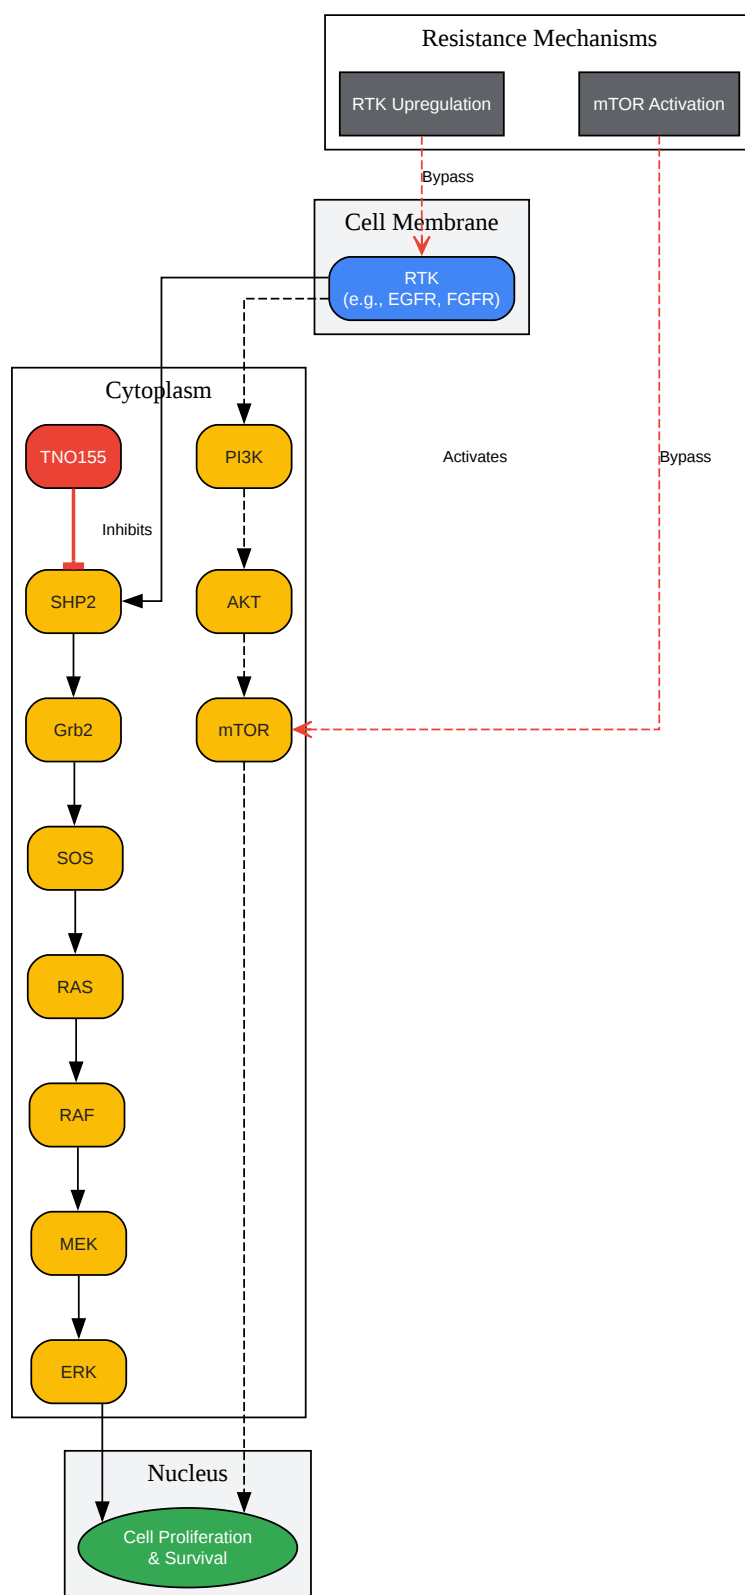 Resistance Mechanisms
RTK Upregulation
mTOR Activation
Bypass
Cell Membrane
RTK
(e.g., EGFR, FGFR)
Cytoplasm
TNO155
PI3K
Activates
Bypass
Inhibits
SHP2
AKT
Grb2
mTOR
SOS
RAS
RAF
MEK
ERK
Nucleus
Cell Proliferation
& Survival